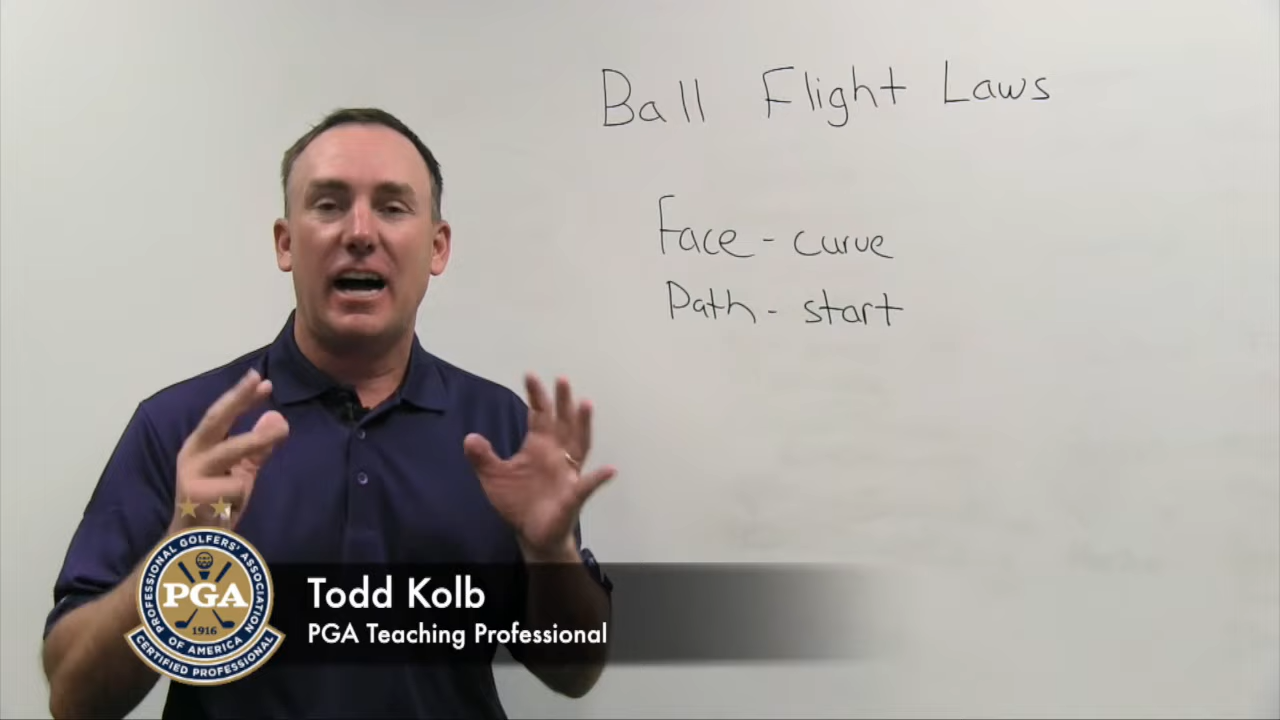 Ball Flight Laws
Face - curve
Path - start
PROFESSIONAL GOLFERS' ASSOCIATION
PGA
1916
OF AMERICA
CERTIFIED PROFESSIONAL
Todd Kolb
PGA Teaching Professional